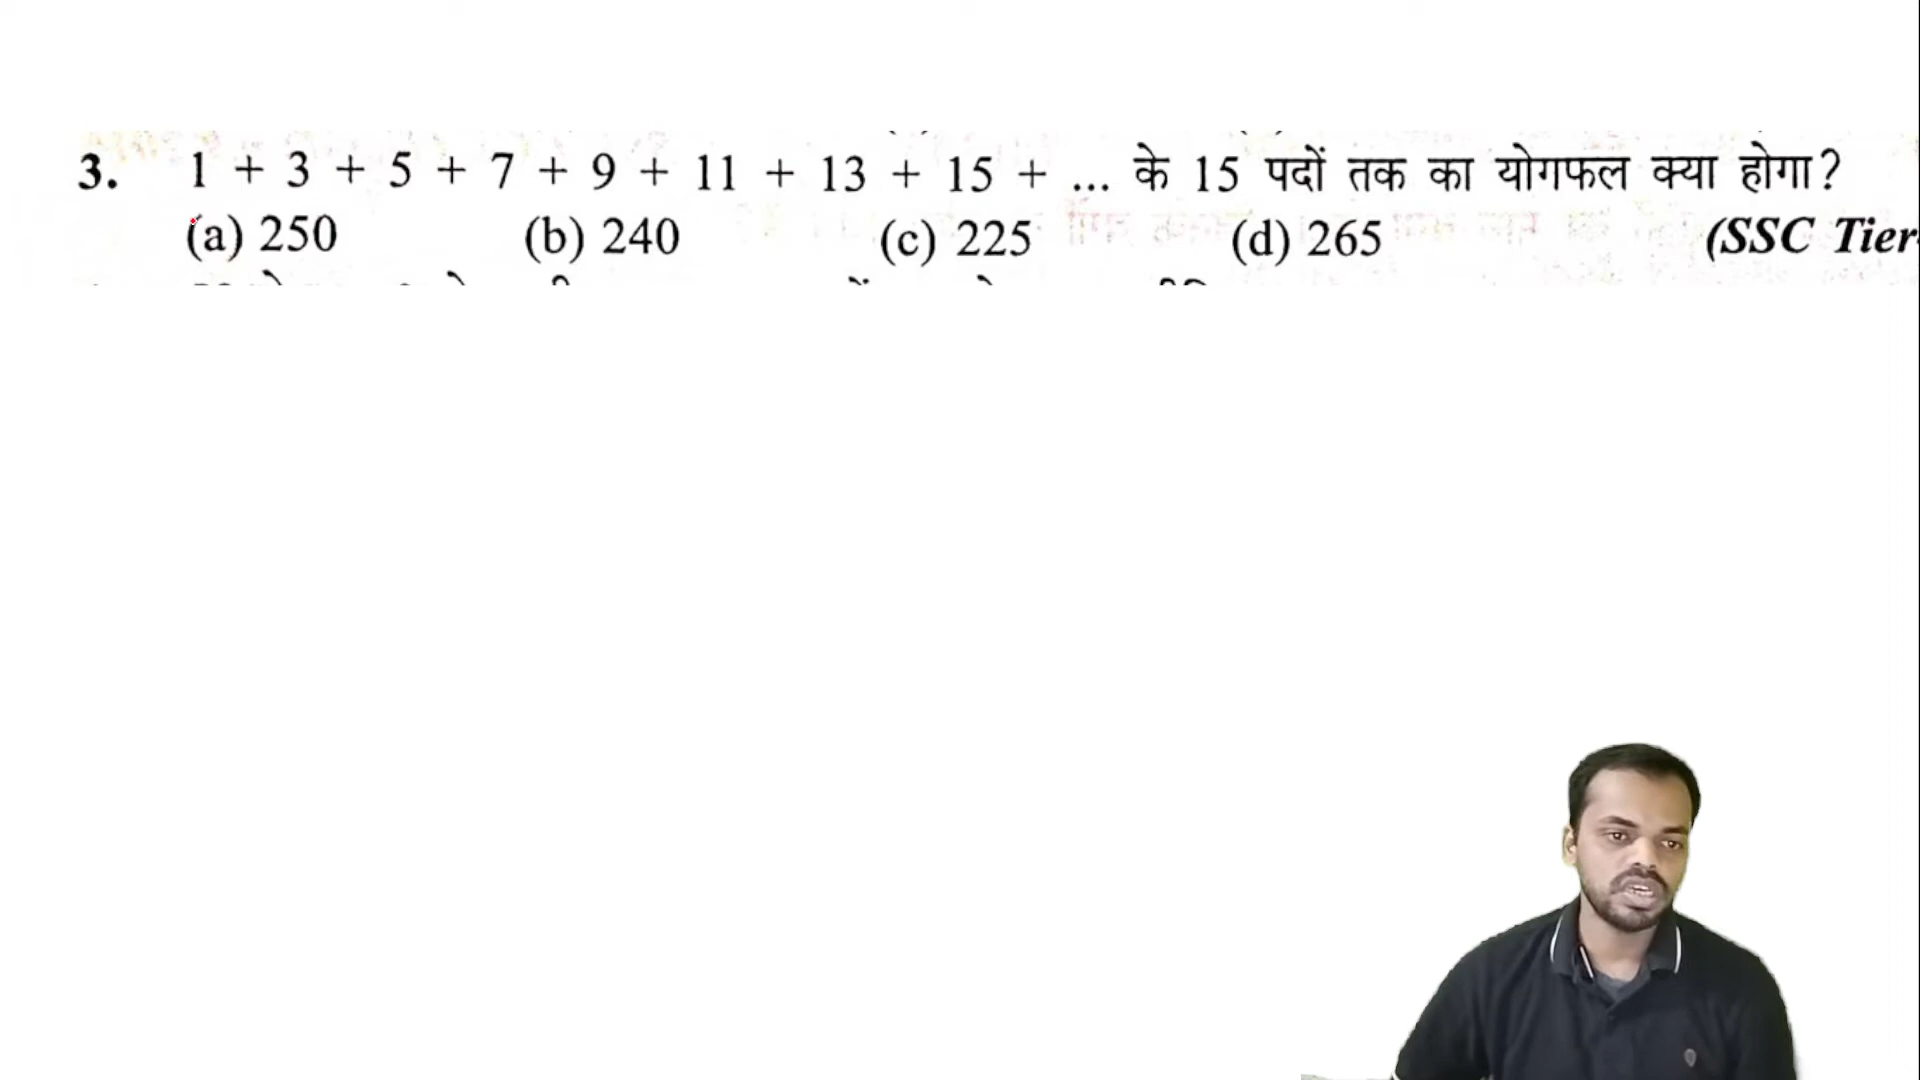 3. 1 + 3 + 5 + 7 + 9 + 11 + 13 + 15 + ... के 15 पदों तक का योगफल क्या होगा?
(a) 250 (b) 240 (c) 225 (d) 265 (SSC Tier